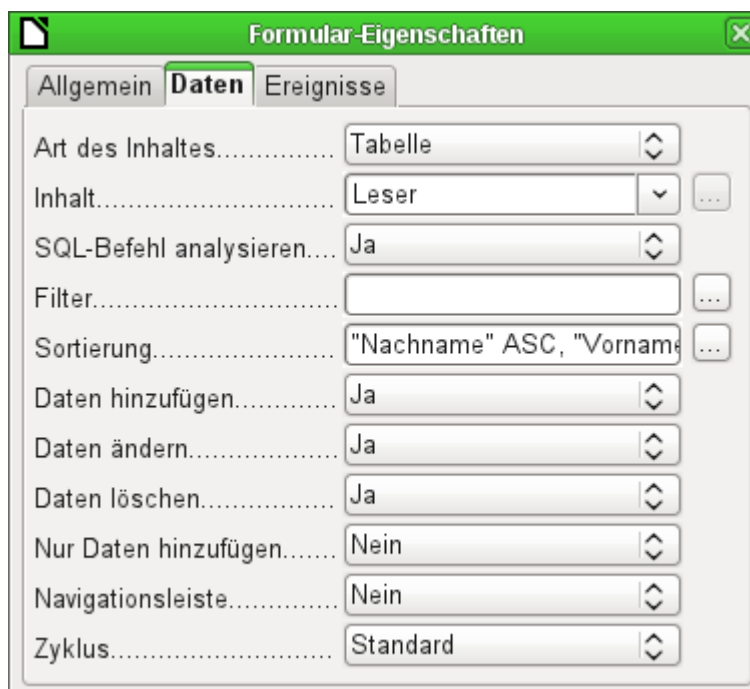 Formular-Eigenschaften
Allgemein Daten Ereignisse
Art des Inhaltes............... Tabelle
Inhalt............................ Leser ...
SQL-Befehl analysieren.... Ja
Filter............................... ...
Sortierung...................... "Nachname" ASC, "Vorname ...
Daten hinzufügen............. Ja
Daten ändern.................. Ja
Daten löschen................. Ja
Nur Daten hinzufügen....... Nein
Navigationsleiste.............. Nein
Zyklus............................ Standard